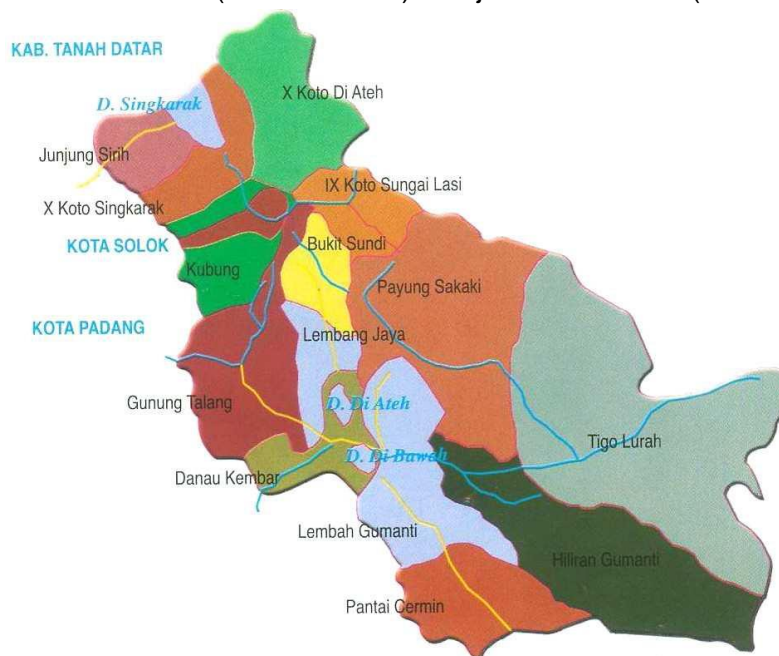 KAB. TANAH DATAR
X Koto Di Ateh
D. Singkarak
Junjung Sirih
IX Koto Sungai Lasi
X Koto Singkarak
KOTA SOLOK
Bukit Sundi
Kubung
Payung Sakaki
KOTA PADANG
Lembang Jaya
Gunung Talang
D. Di Ateh
Tigo Lurah
D. Di Bawah
Danau Kembar
Lembah Gumanti
Hiliran Gumanti
Pantai Cermin